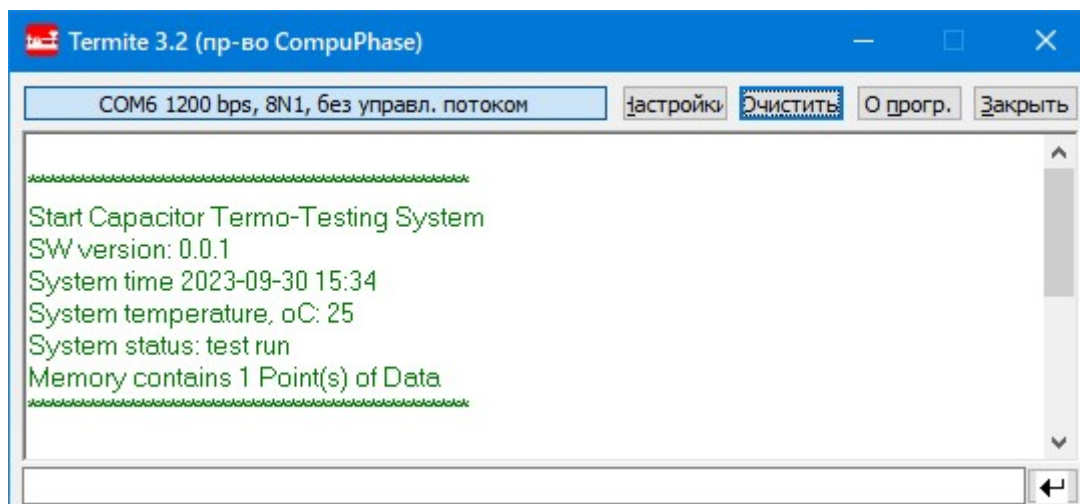 Termite 3.2 (пр-во CompuPhase)
COM6 1200 bps, 8N1, без управл. потоком Настройки Очистить О прогр. Закрыть
********************************************
Start Capacitor Termo-Testing System
SW version: 0.0.1
System time 2023-09-30 15:34
System temperature, oC: 25
System status: test run
Memory contains 1 Point(s) of Data
********************************************